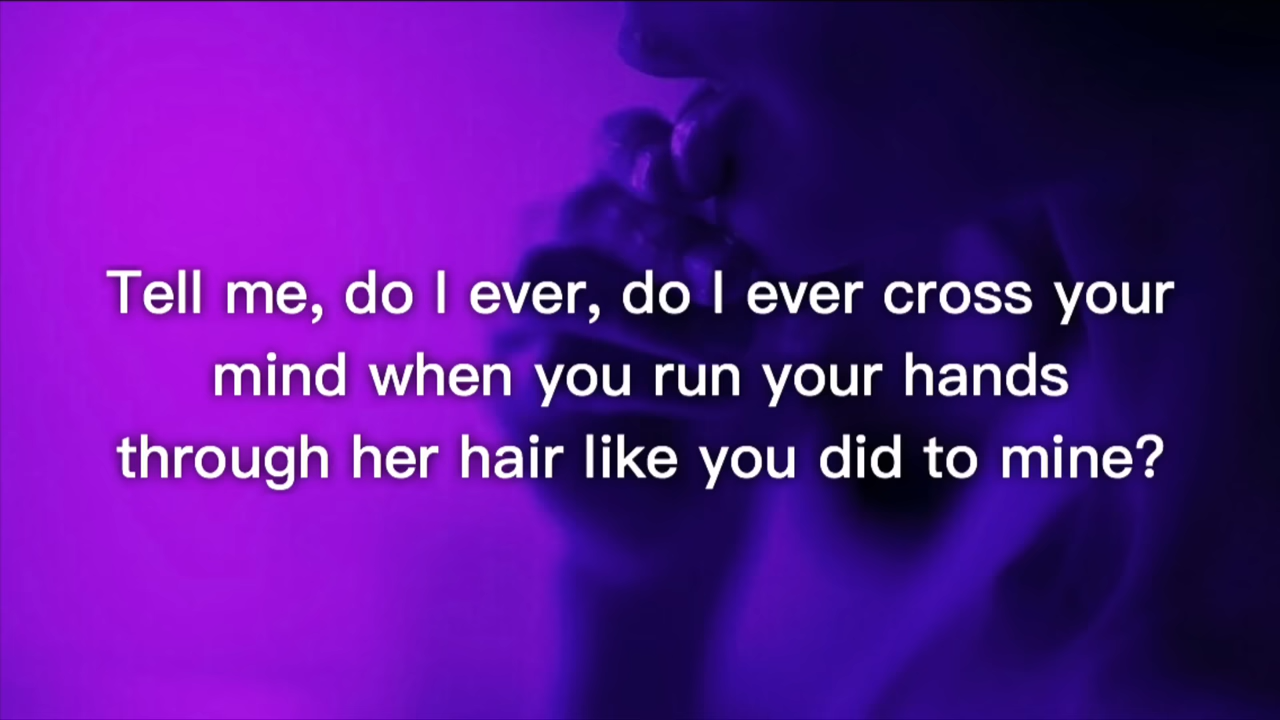 Tell me, do I ever, do I ever cross your
mind when you run your hands
through her hair like you did to mine?